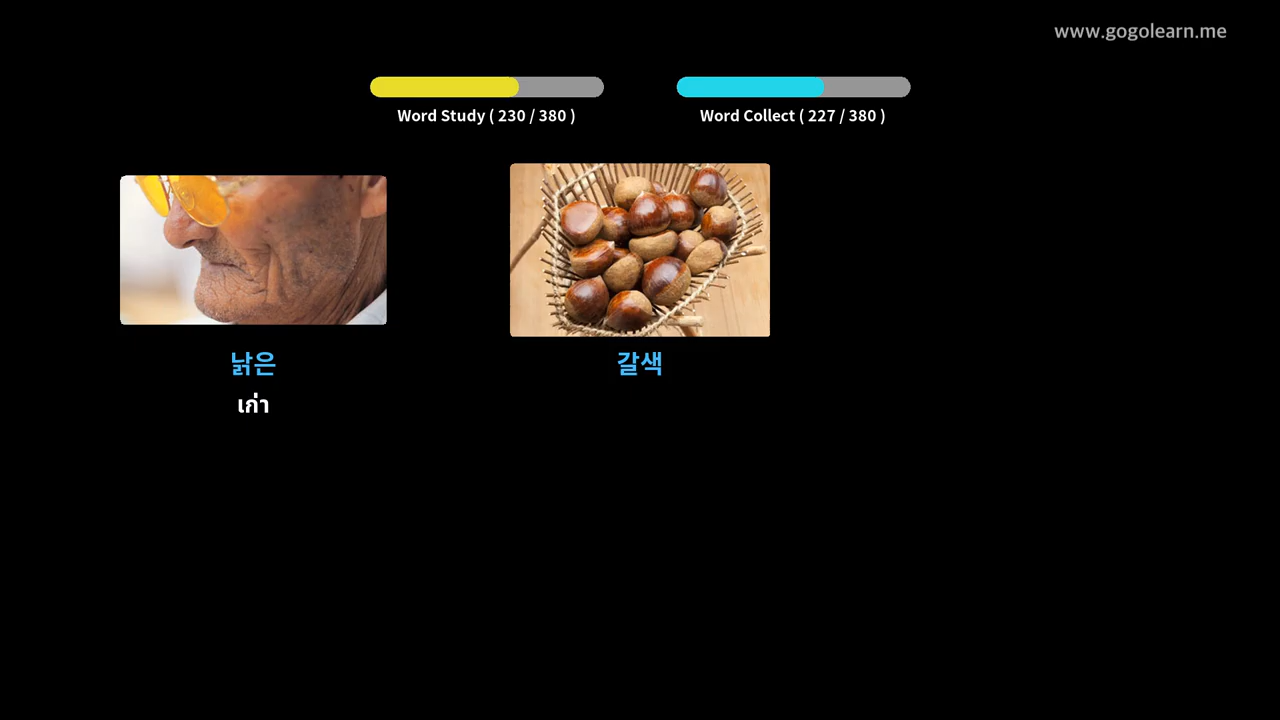 www.gogolearn.me
Word Study ( 230 / 380 )
Word Collect ( 227 / 380 )
낡은
갈색
เก่า